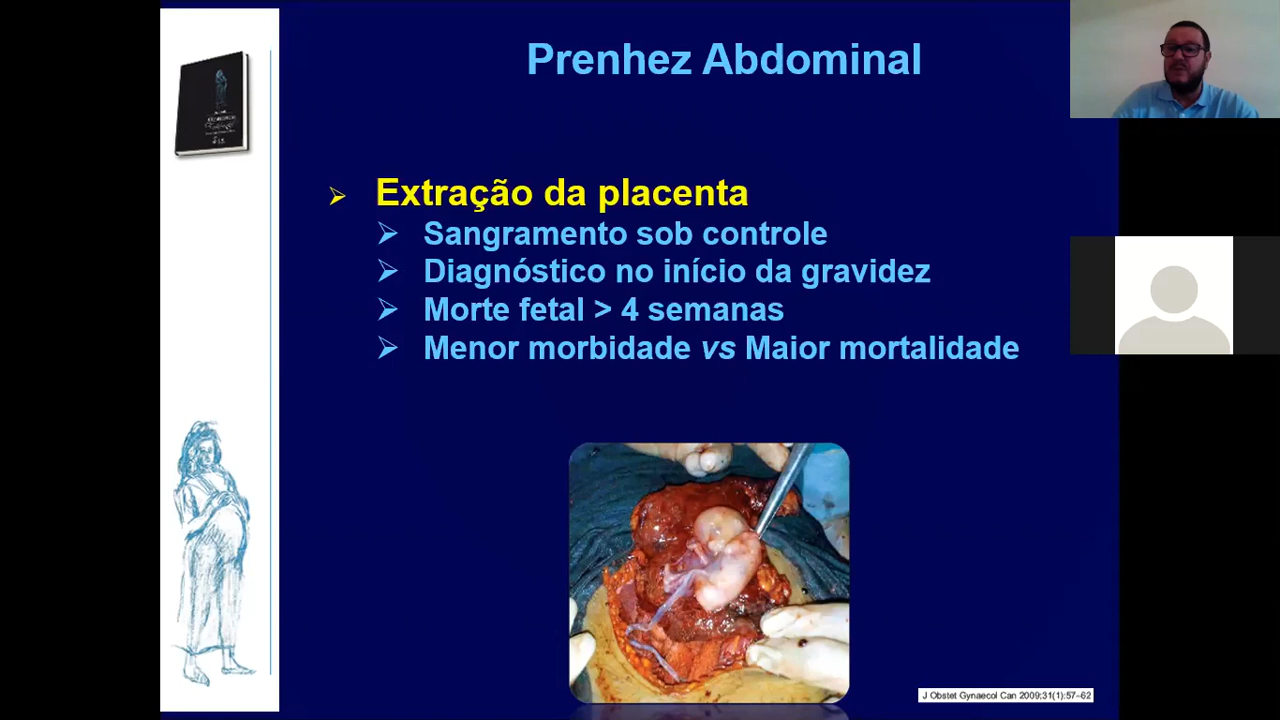 Prenhez Abdominal
Extração da placenta
Sangramento sob controle
Diagnóstico no início da gravidez
Morte fetal > 4 semanas
Menor morbidade vs Maior mortalidade
J Obstet Gynaecol Can 2009;31(1):57–62